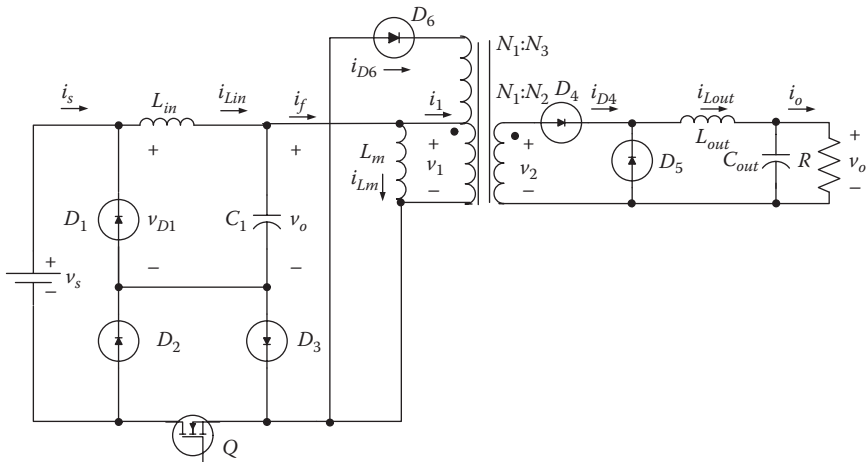 D6
N1:N3
iD6
is
Lin
iLin
if
i1
N1:N2
D4
iD4
iLout
io
+
+
Lm
+
+
Lout
+
v1
v2
D5
Cout
R
vo
iLm
−
−
−
D1
vD1
C1
vo
−
−
+
vs
−
D2
D3
Q